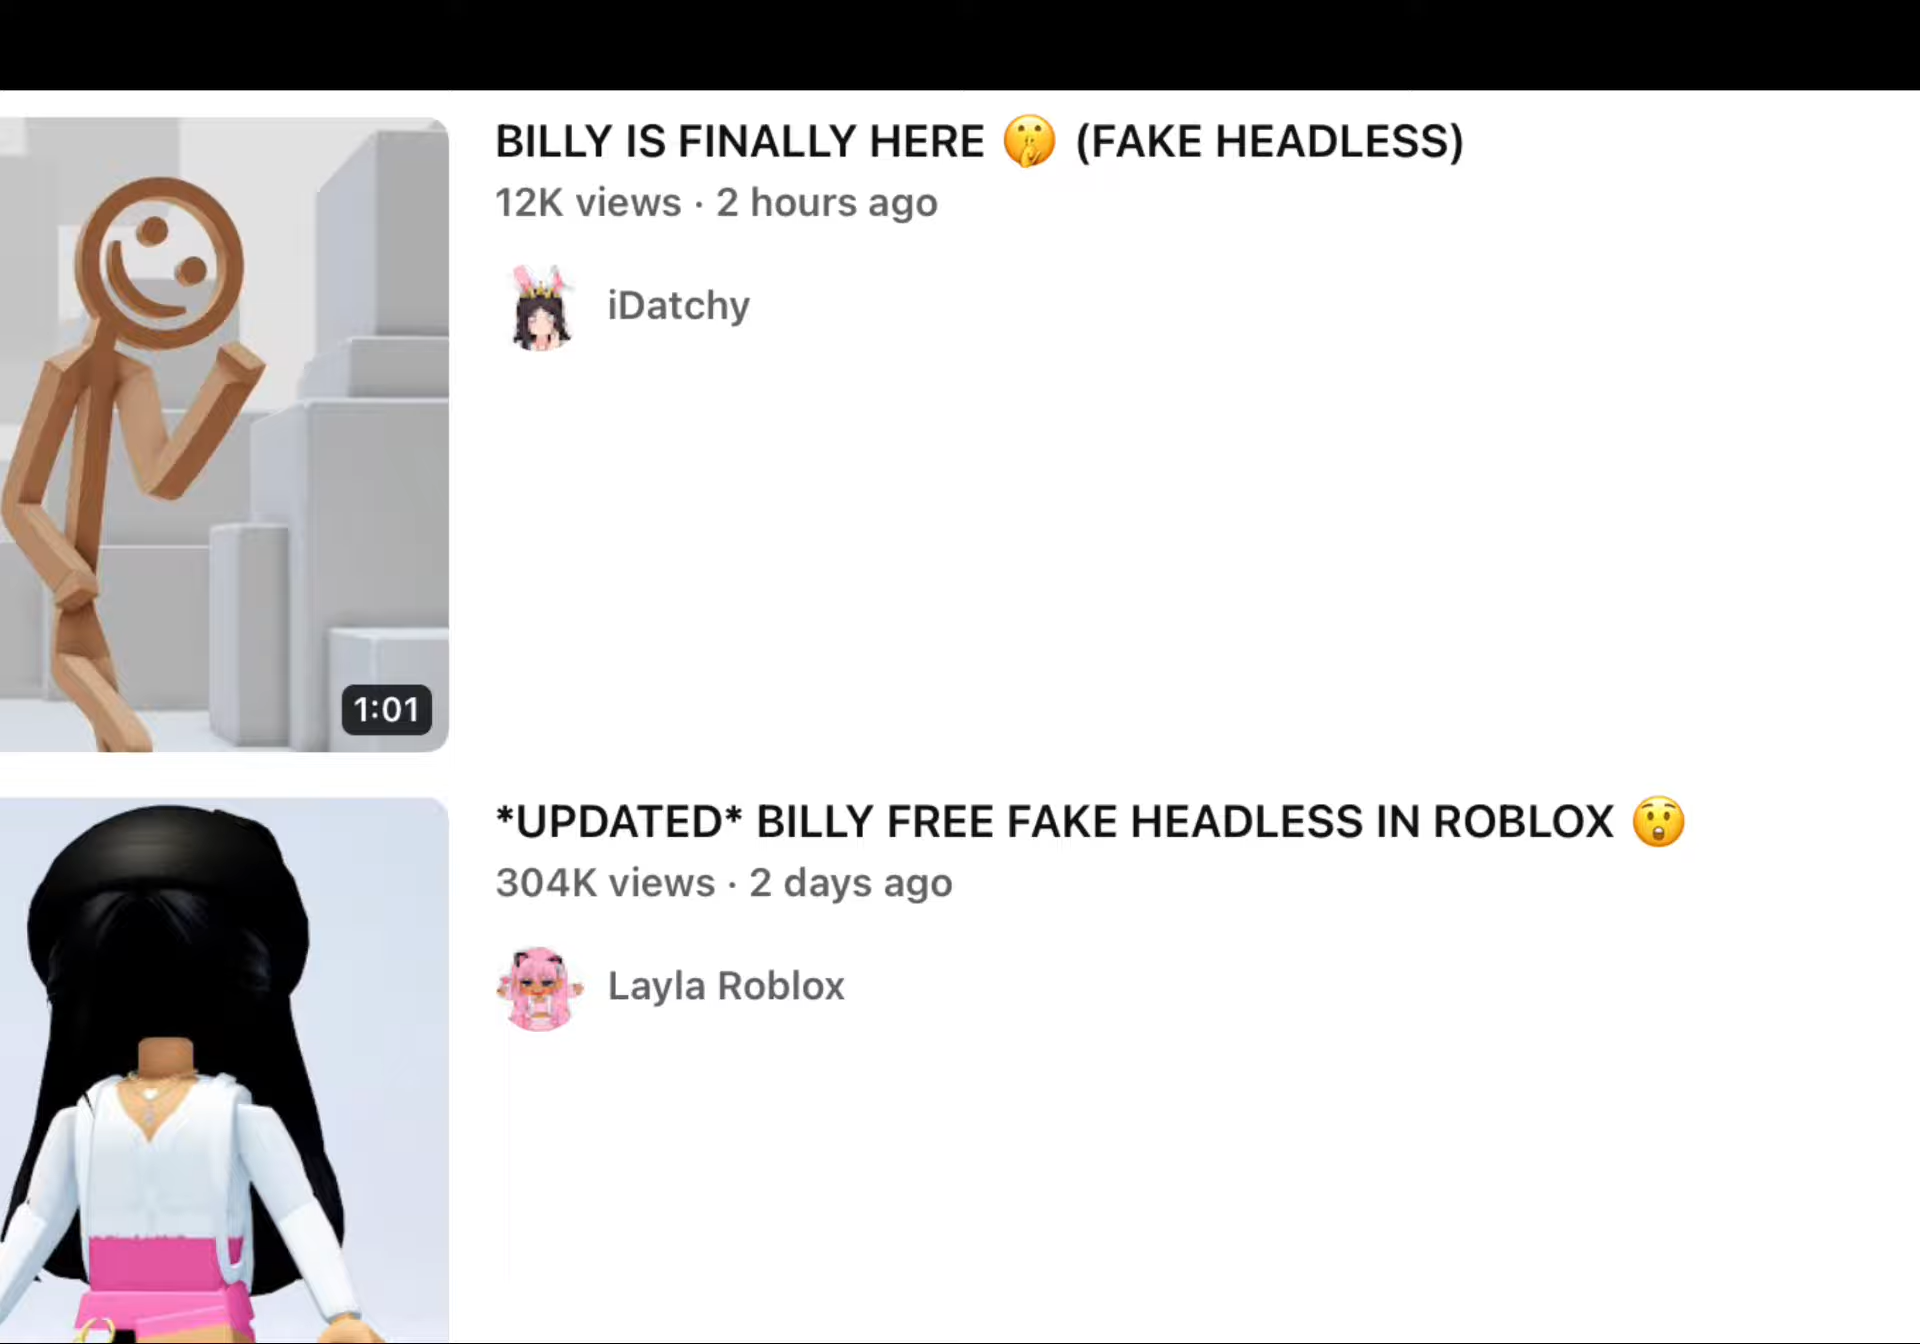 BILLY IS FINALLY HERE 🤫 (FAKE HEADLESS)
12K views · 2 hours ago
iDatchy
1:01
*UPDATED* BILLY FREE FAKE HEADLESS IN ROBLOX 😲
304K views · 2 days ago
Layla Roblox